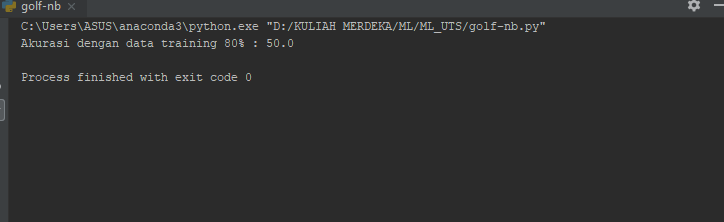 golf-nb
C:\Users\ASUS\anaconda3\python.exe "D:/KULIAH MERDEKA/ML/ML_UTS/golf-nb.py"
Akurasi dengan data training 80% : 50.0
Process finished with exit code 0